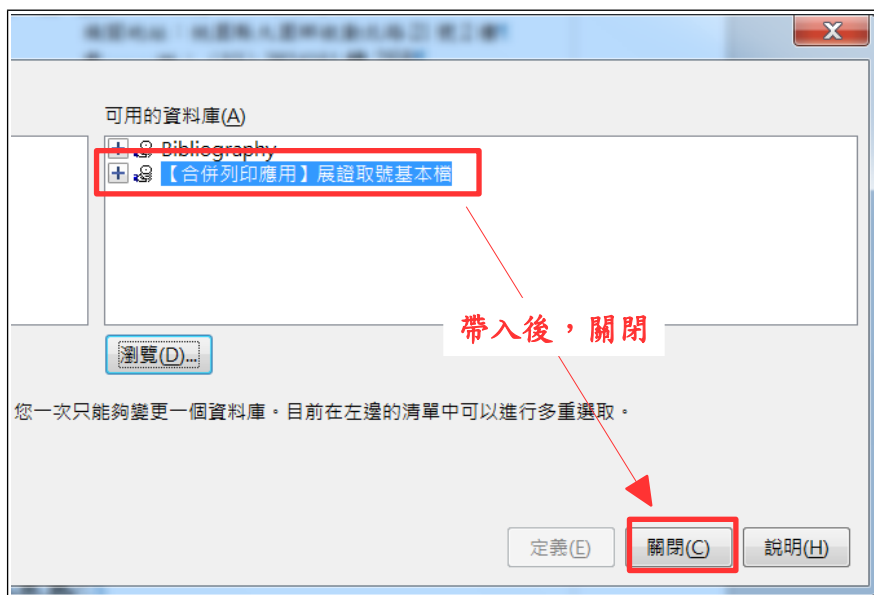 X
可用的資料庫(A)
Bibliography
【合併列印應用】展證取號基本檔
帶入後，關閉
瀏覽(D)...
您一次只能夠變更一個資料庫。目前在左邊的清單中可以進行多重選取。
定義(E)
關閉(C)
說明(H)